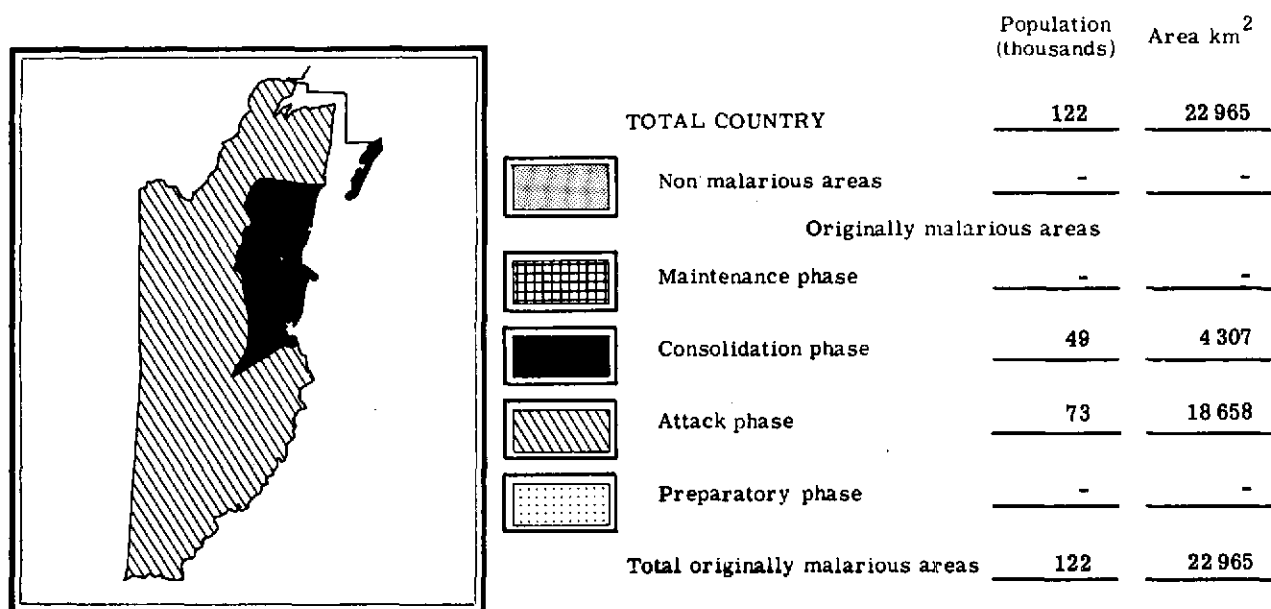 Population (thousands) Area km²
TOTAL COUNTRY 122 22 965
Non malarious areas - -
Originally malarious areas
Maintenance phase - -
Consolidation phase 49 4 307
Attack phase 73 18 658
Preparatory phase - -
Total originally malarious areas 122 22 965